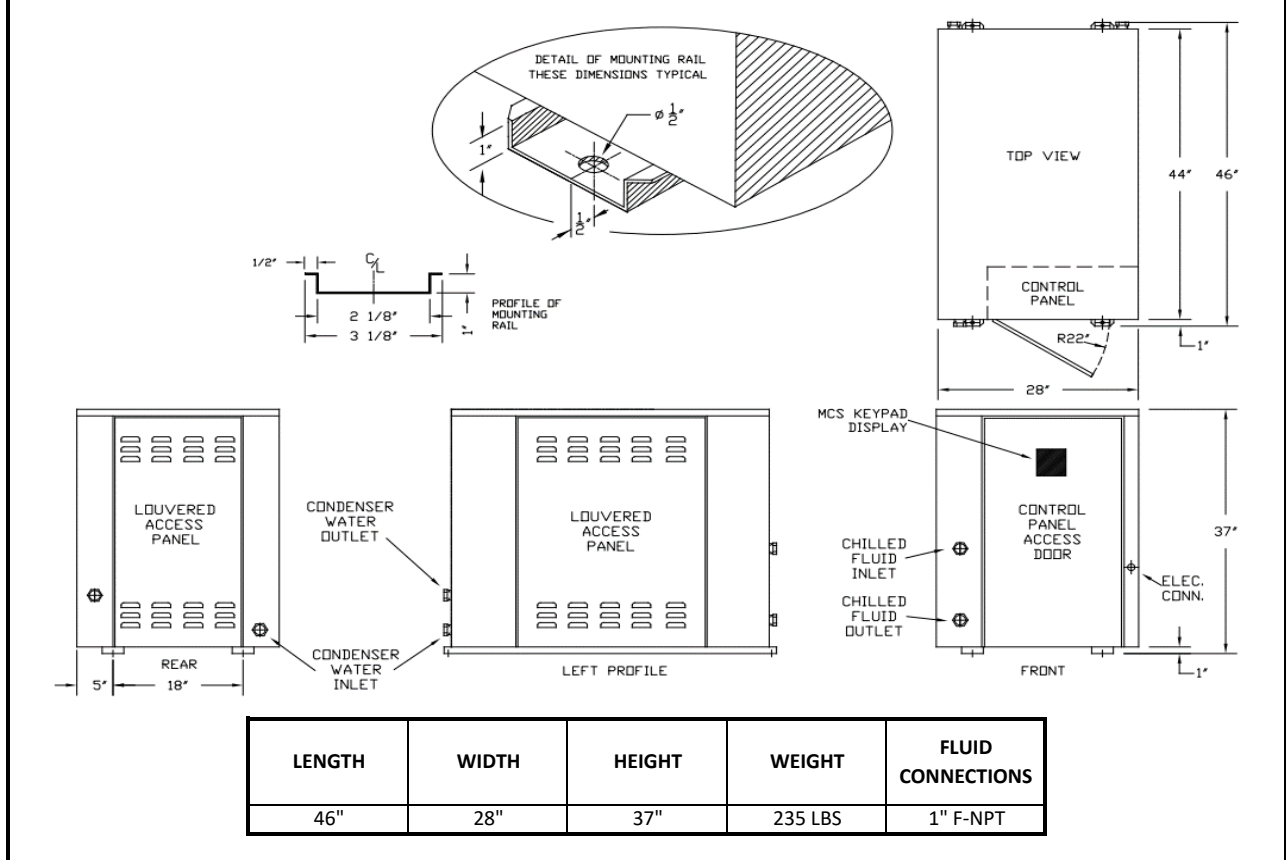 DETAIL OF MOUNTING RAIL
THESE DIMENSIONS TYPICAL
ø 1/2"
1"
1/2"
1/2"
C/L
2 1/8"
3 1/8"
1"
PROFILE OF
MOUNTING
RAIL
TOP VIEW
44"
46"
CONTROL
PANEL
R22"
1"
28"
LOUVERED
ACCESS
PANEL
REAR
5"
18"
CONDENSER
WATER
OUTLET
CONDENSER
WATER
INLET
LOUVERED
ACCESS
PANEL
LEFT PROFILE
MCS KEYPAD
DISPLAY
CHILLED
FLUID
INLET
CHILLED
FLUID
OUTLET
CONTROL
PANEL
ACCESS
DOOR
37"
ELEC.
CONN.
FRONT
1"
LENGTH WIDTH HEIGHT WEIGHT FLUID
CONNECTIONS
46" 28" 37" 235 LBS 1" F-NPT